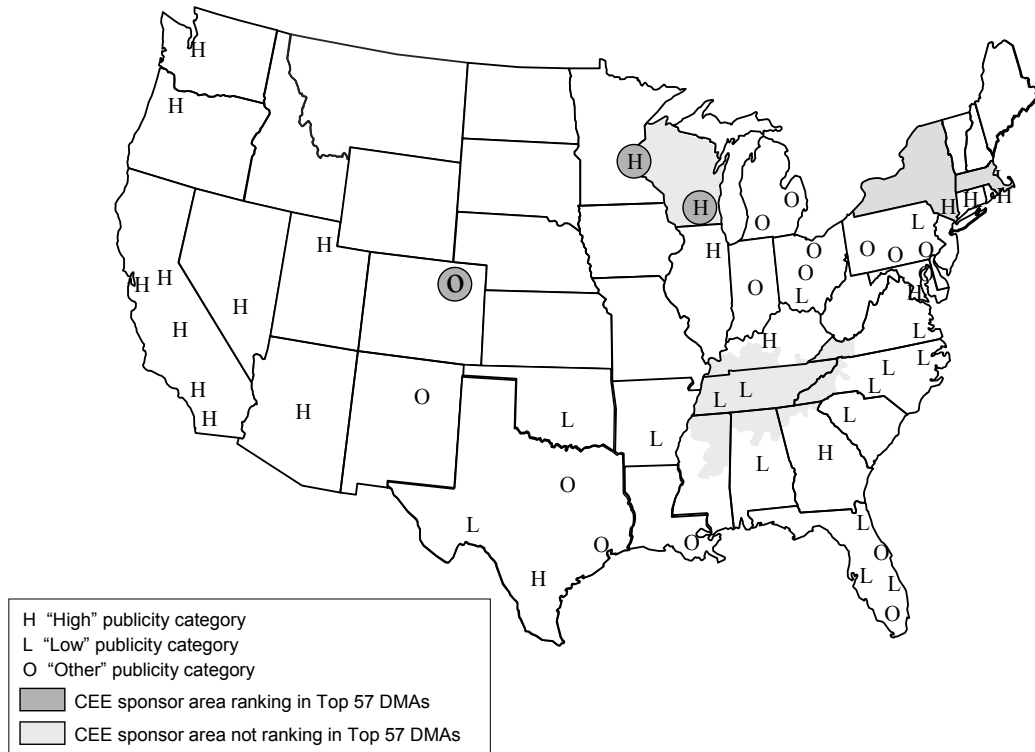 H
H
H
H H H
O
H
O L
H H O O O O
H H O O
O
O L H
H
H H L
L L
H O L L L
H H L L
L
H L
O
L L
O O O
H L L
O
H "High" publicity category
L "Low" publicity category
O "Other" publicity category
CEE sponsor area ranking in Top 57 DMAs
CEE sponsor area not ranking in Top 57 DMAs